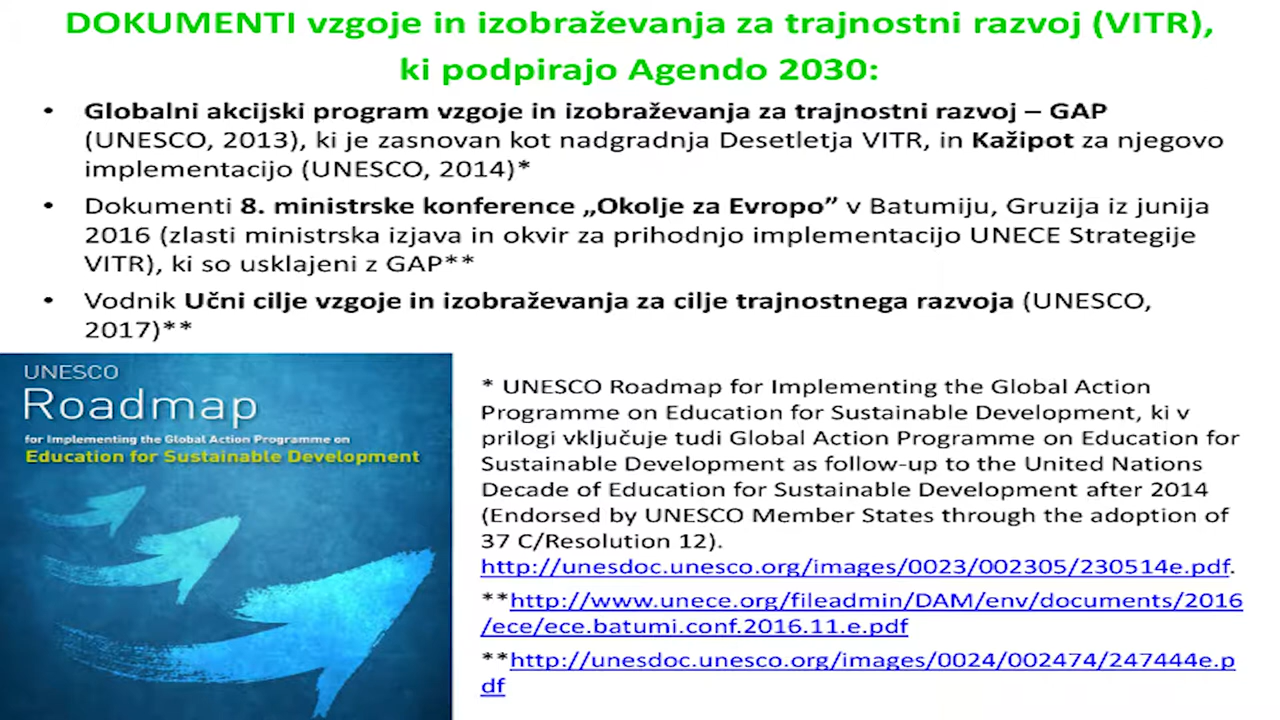 DOKUMENTI vzgoje in izobraževanja za trajnostni razvoj (VITR),
ki podpirajo Agendo 2030:
• Globalni akcijski program vzgoje in izobraževanja za trajnostni razvoj – GAP
(UNESCO, 2013), ki je zasnovan kot nadgradnja Desetletja VITR, in Kažipot za njegovo
implementacijo (UNESCO, 2014)*
• Dokumenti 8. ministrske konference „Okolje za Evropo” v Batumiju, Gruzija iz junija
2016 (zlasti ministrska izjava in okvir za prihodnjo implementacijo UNECE Strategije
VITR), ki so usklajeni z GAP**
• Vodnik Učni cilje vzgoje in izobraževanja za cilje trajnostnega razvoja (UNESCO,
2017)**
UNESCO
Roadmap
for Implementing the Global Action Programme on
Education for Sustainable Development
* UNESCO Roadmap for Implementing the Global Action
Programme on Education for Sustainable Development, ki v
prilogi vključuje tudi Global Action Programme on Education for
Sustainable Development as follow-up to the United Nations
Decade of Education for Sustainable Development after 2014
(Endorsed by UNESCO Member States through the adoption of
37 C/Resolution 12).
http://unesdoc.unesco.org/images/0023/002305/230514e.pdf.
**http://www.unece.org/fileadmin/DAM/env/documents/2016
/ece/ece.batumi.conf.2016.11.e.pdf
**http://unesdoc.unesco.org/images/0024/002474/247444e.p
df